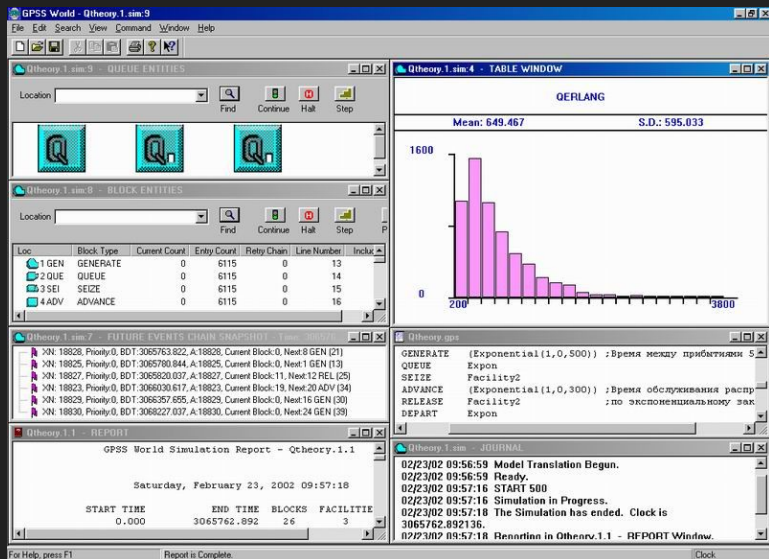 GPSS World - Qtheory.1.sim:9
File Edit Search View Command Window Help
Qtheory.1.sim:9 - QUEUE ENTITIES
Location
Find Continue Halt Step
Qtheory.1.sim:8 - BLOCK ENTITIES
Location
Find Continue Halt Step P
Loc Block Type Current Count Entry Count Retry Chain Line Number Includ
1 GEN GENERATE 0 6115 0 13
2 QUE QUEUE 0 6115 0 14
3 SEI SEIZE 0 6115 0 15
4 ADV ADVANCE 0 6115 0 16
Qtheory.1.sim:7 - FUTURE EVENTS CHAIN SNAPSHOT - Time:
XN: 18828, Priority:0, BDT:3065763.822, A:18828, Current Block:0, Next:8 GEN (21)
XN: 18825, Priority:0, BDT:3065780.844, A:18825, Current Block:0, Next:1 GEN (13)
XN: 18827, Priority:0, BDT:3065820.037, A:18827, Current Block:11, Next:12 REL (25)
XN: 18823, Priority:0, BDT:3066030.617, A:18823, Current Block:19, Next:20 ADV (34)
XN: 18829, Priority:0, BDT:3066357.655, A:18829, Current Block:0, Next:16 GEN (30)
XN: 18830, Priority:0, BDT:3068227.037, A:18830, Current Block:0, Next:24 GEN (39)
Qtheory.1.1 - REPORT
GPSS World Simulation Report - Qtheory.1.1
Saturday, February 23, 2002 09:57:18
START TIME END TIME BLOCKS FACILITIE
0.000 3065762.892 26 3
Qtheory.1.sim:4 - TABLE WINDOW
QERLANG
Mean: 649.467 S.D.: 595.033
1600
0
200 3800
Qtheory.gps
GENERATE (Exponential(1,0,500)) ;Время между прибытиями 5
QUEUE Expon
SEIZE Facility2
ADVANCE (Exponential(1,0,300)) ;Время обслуживания распр
RELEASE Facility2 ;по экспоненциальному зак
DEPART Expon
Qtheory.1.sim - JOURNAL
02/23/02 09:56:59 Model Translation Begun.
02/23/02 09:56:59 Ready.
02/23/02 09:57:16 START 500
02/23/02 09:57:16 Simulation in Progress.
02/23/02 09:57:18 The Simulation has ended. Clock is
3065762.892136.
02/23/02 09:57:18 Reporting in Qtheory.1.1 - REPORT Window.
For Help, press F1 Report is Complete. Clock